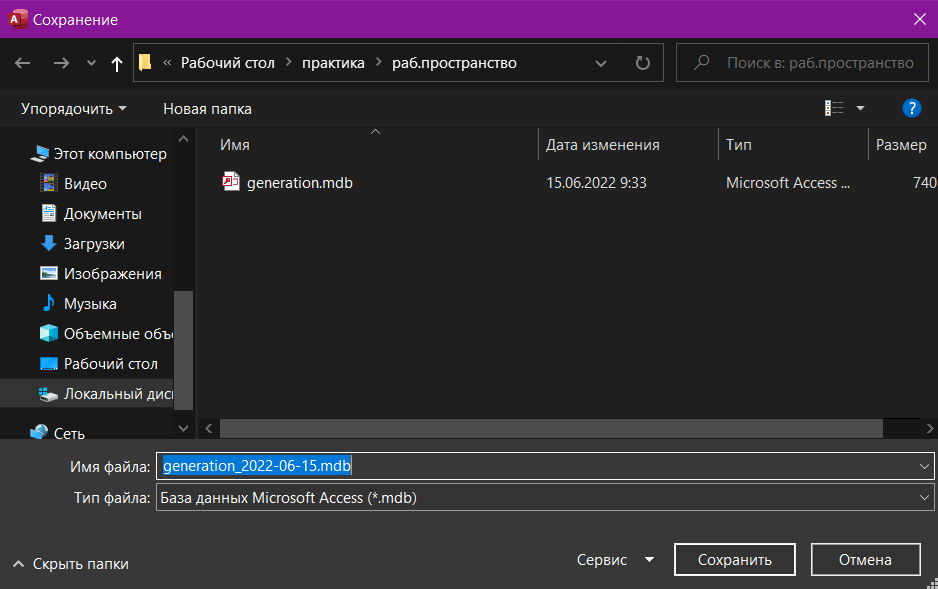 Сохранение
« Рабочий стол > практика > раб.пространство
Поиск в: раб.пространство
Упорядочить
Новая папка
Этот компьютер
Видео
Документы
Загрузки
Изображения
Музыка
Объемные объ
Рабочий стол
Локальный дис
Сеть
Имя Дата изменения Тип Размер
generation.mdb 15.06.2022 9:33 Microsoft Access ... 740
Имя файла: generation_2022-06-15.mdb
Тип файла: База данных Microsoft Access (*.mdb)
Скрыть папки
Сервис
Сохранить
Отмена